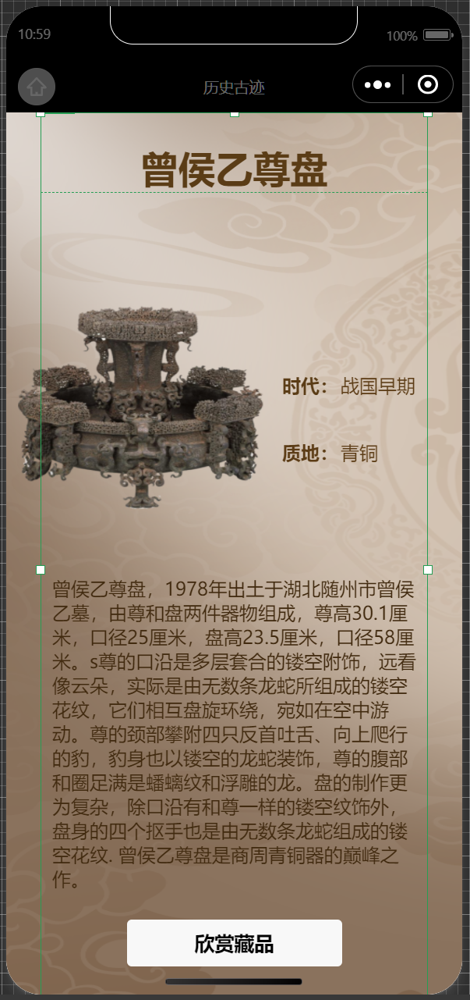 10:59
100%
历史古迹
曾侯乙尊盘
时代：战国早期
质地：青铜
曾侯乙尊盘，1978年出土于湖北随州市曾侯
乙墓，由尊和盘两件器物组成，尊高30.1厘
米，口径25厘米，盘高23.5厘米，口径58厘
米。s尊的口沿是多层套合的镂空附饰，远看
像云朵，实际是由无数条龙蛇所组成的镂空
花纹，它们相互盘旋环绕，宛如在空中游
动。尊的颈部攀附四只反首吐舌、向上爬行
的豹，豹身也以镂空的龙蛇装饰，尊的腹部
和圈足满是蟠螭纹和浮雕的龙。盘的制作更
为复杂，除口沿有和尊一样的镂空纹饰外，
盘身的四个抠手也是由无数条龙蛇组成的镂
空花纹. 曾侯乙尊盘是商周青铜器的巅峰之
作。
欣赏藏品